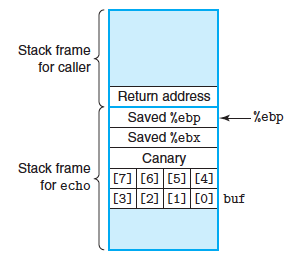 Stack frame
for caller
Return address
Saved %ebp
%ebp
Saved %ebx
Canary
Stack frame
for echo
[7] [6] [5] [4]
[3] [2] [1] [0] buf